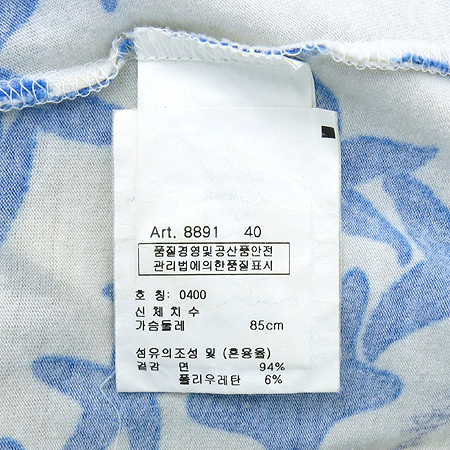 Art. 8891 40
품질경영및공산품안전
관리법에의한품질표시
호 칭: 0400
신체치수
가슴둘레 85cm
섬유의조성 및 (혼용율)
겉감 면 94%
폴리우레탄 6%